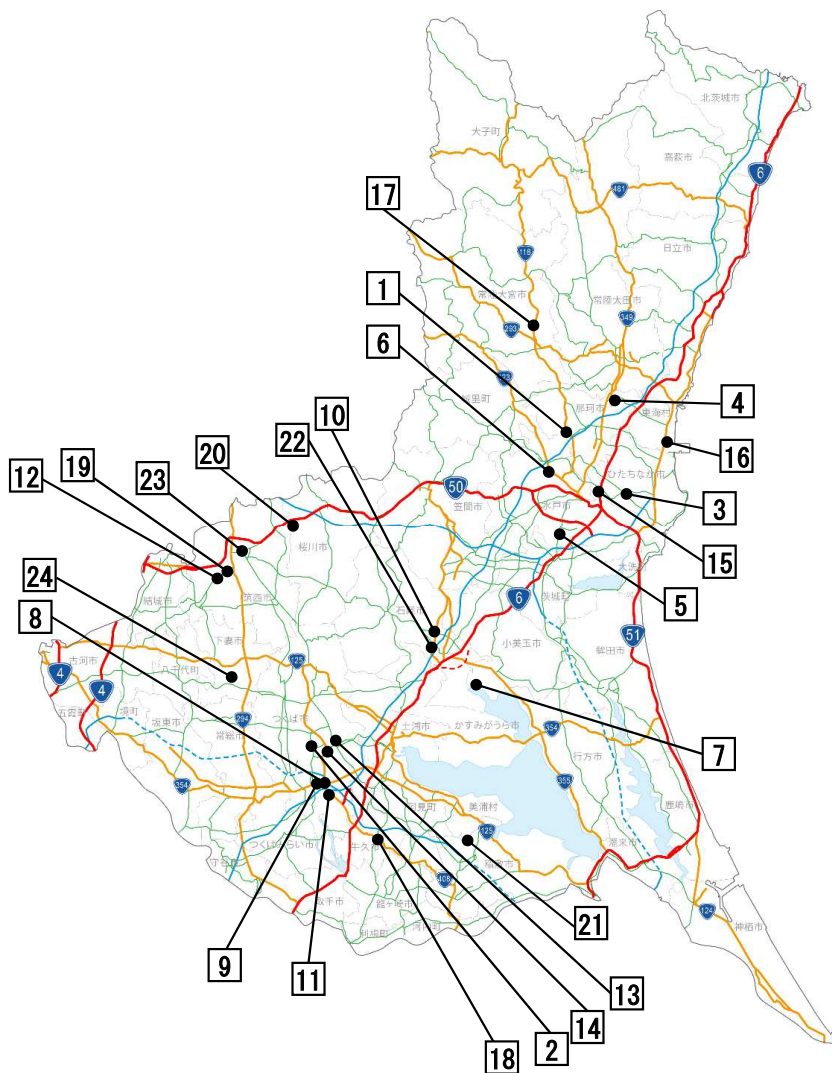 北茨城市
大子町
高萩市
6
461
17
日立市
118
1
常陸大宮市
常陸太田市
349
293
6
123
城里町
10
那珂市
4
東海村
22
16
20
ひたちなか市
19
23
50
12
笠間市
水戸市
3
桜川市
15
24
大洗町
結城市
筑西市
6
茨城町
5
8
石岡市
下妻市
小美玉市
51
鉾田市
古河市
125
八千代町
4
4
五霞町
境町
坂東市
つくば市
294
常総市
土浦市
かすみがうら市
354
行方市
7
354
355
阿見町
美浦村
鹿嶋市
125
つくばみらい市
牛久市
稲敷市
潮来市
守谷市
408
取手市
龍ケ崎市
124
利根町
河内町
21
神栖市
9
11
13
14
18
2